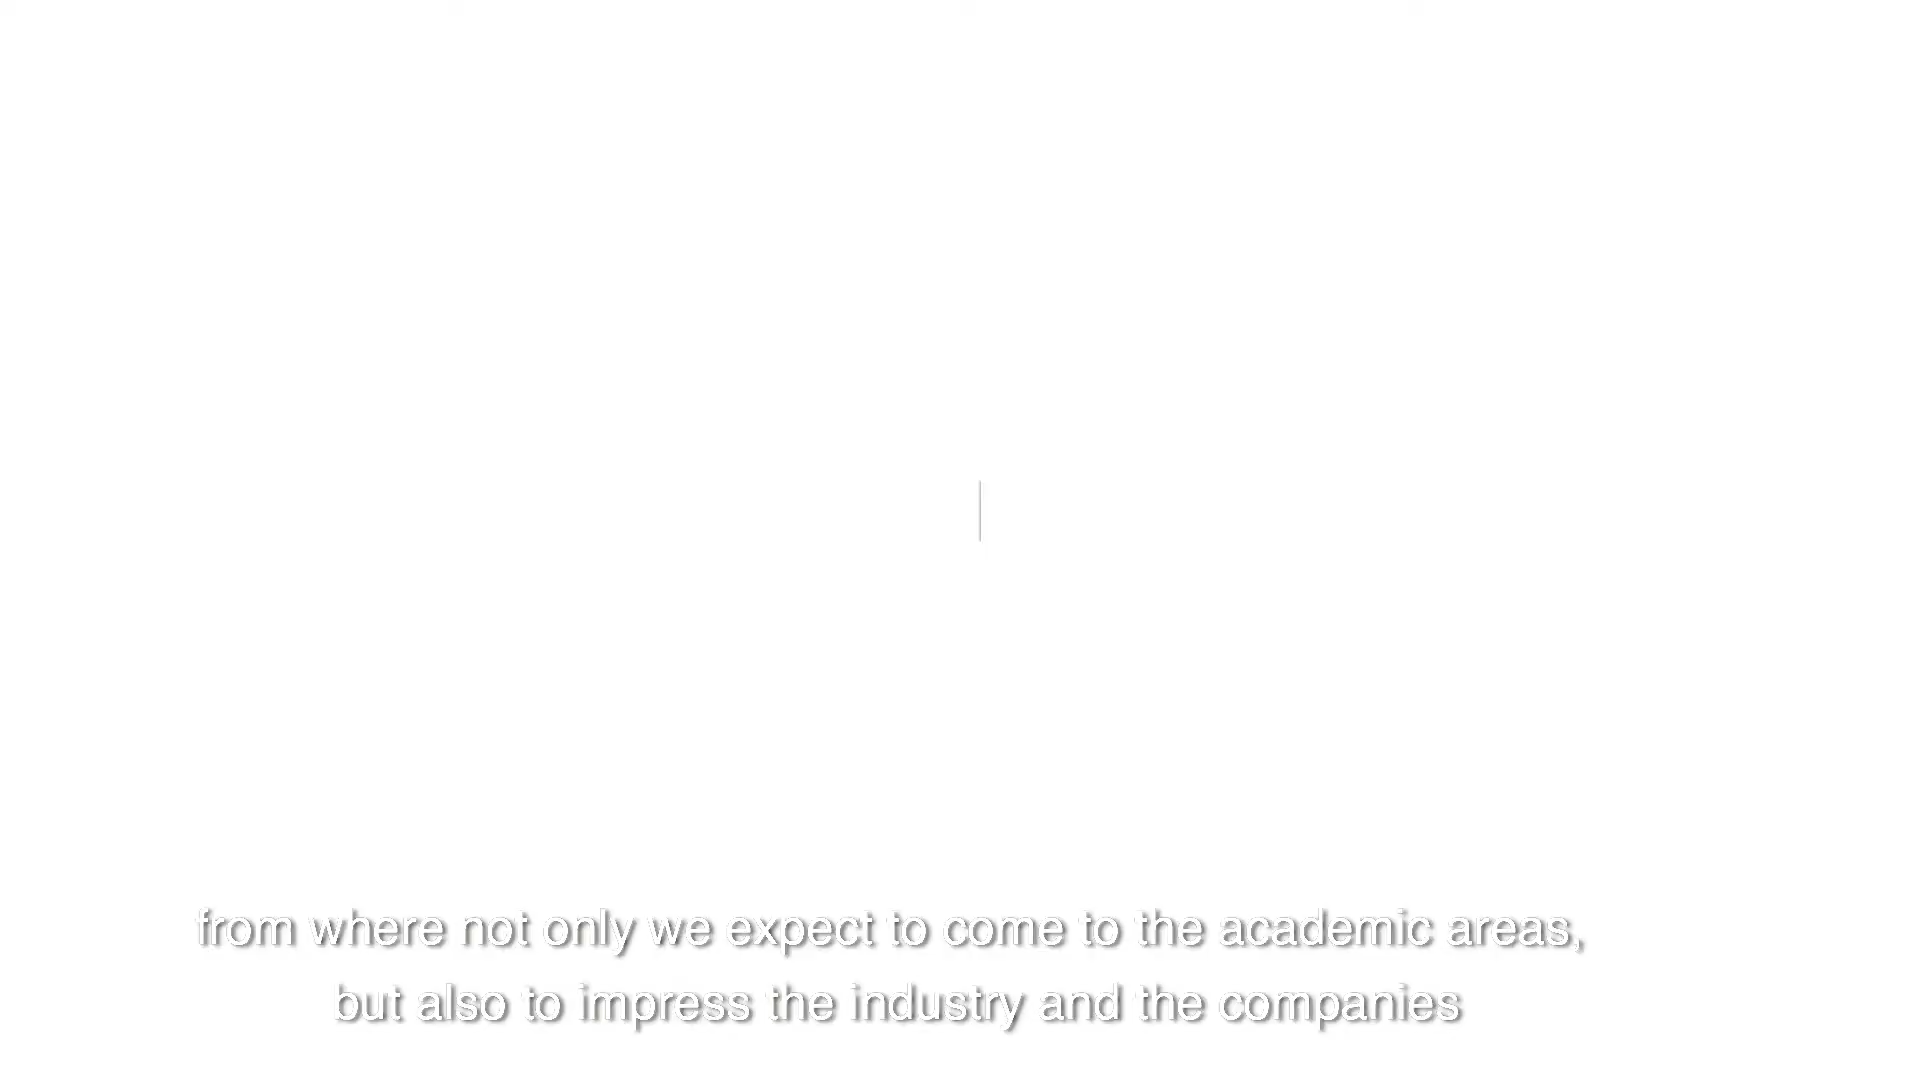 from where not only we expect to come to the academic areas,
but also to impress the industry and the companies